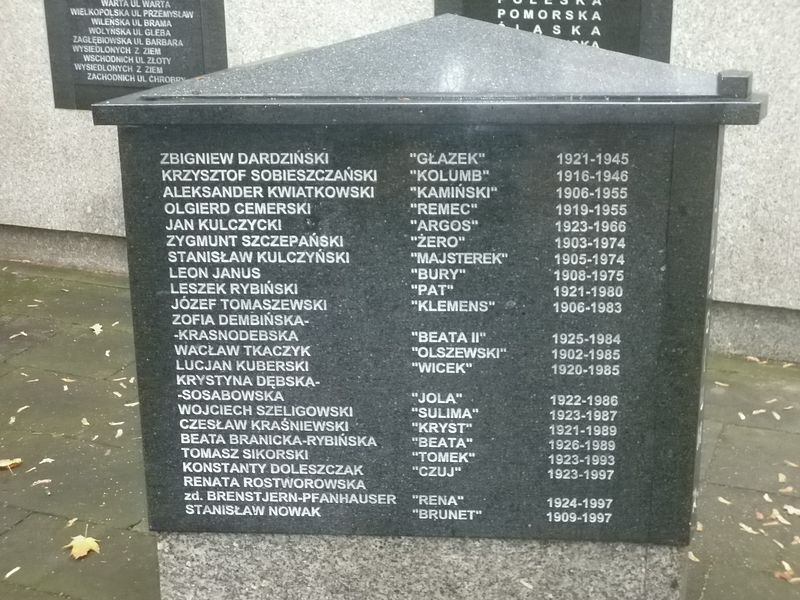 WARTA UL WARTA
WIELKOPOLSKA UL PRZEMYSŁAW
WILEŃSKA UL BRAMA
WOŁYŃSKA UL GLEBA
ZAGŁĘBIOWSKA UL BARBARA
WYSIEDLONYCH Z ZIEM
WSCHODNICH UL ZŁOTY
WYSIEDLONYCH Z ZIEM
ZACHODNICH UL CHROBRY
POLESKA
POMORSKA
ŚLĄSKA
ZBIGNIEW DARDZIŃSKI "GŁAZEK" 1921-1945
KRZYSZTOF SOBIESZCZAŃSKI "KOLUMB" 1916-1946
ALEKSANDER KWIATKOWSKI "KAMIŃSKI" 1906-1955
OLGIERD CEMERSKI "REMEC" 1919-1955
JAN KULCZYCKI "ARGOS" 1923-1966
ZYGMUNT SZCZEPAŃSKI "ŻERO" 1903-1974
STANISŁAW KULCZYŃSKI "MAJSTEREK" 1905-1974
LEON JANUS "BURY" 1908-1975
LESZEK RYBIŃSKI "PAT" 1921-1980
JÓZEF TOMASZEWSKI "KLEMENS" 1906-1983
ZOFIA DEMBIŃSKA-
-KRASNODEBSKA "BEATA II" 1925-1984
WACŁAW TKACZYK "OLSZEWSKI" 1902-1985
LUCJAN KUBERSKI "WICEK" 1920-1985
KRYSTYNA DĘBSKA-
-SOSABOWSKA "JOLA" 1922-1986
WOJCIECH SZELIGOWSKI "SULIMA" 1923-1987
CZESŁAW KRAŚNIEWSKI "KRYST" 1921-1989
BEATA BRANICKA-RYBIŃSKA "BEATA" 1926-1989
TOMASZ SIKORSKI "TOMEK" 1923-1993
KONSTANTY DOLESZCZAK "CZUJ" 1923-1997
RENATA ROSTWOROWSKA
zd. BRENSTJERN-PFANHAUSER "RENA" 1924-1997
STANISŁAW NOWAK "BRUNET" 1909-1997